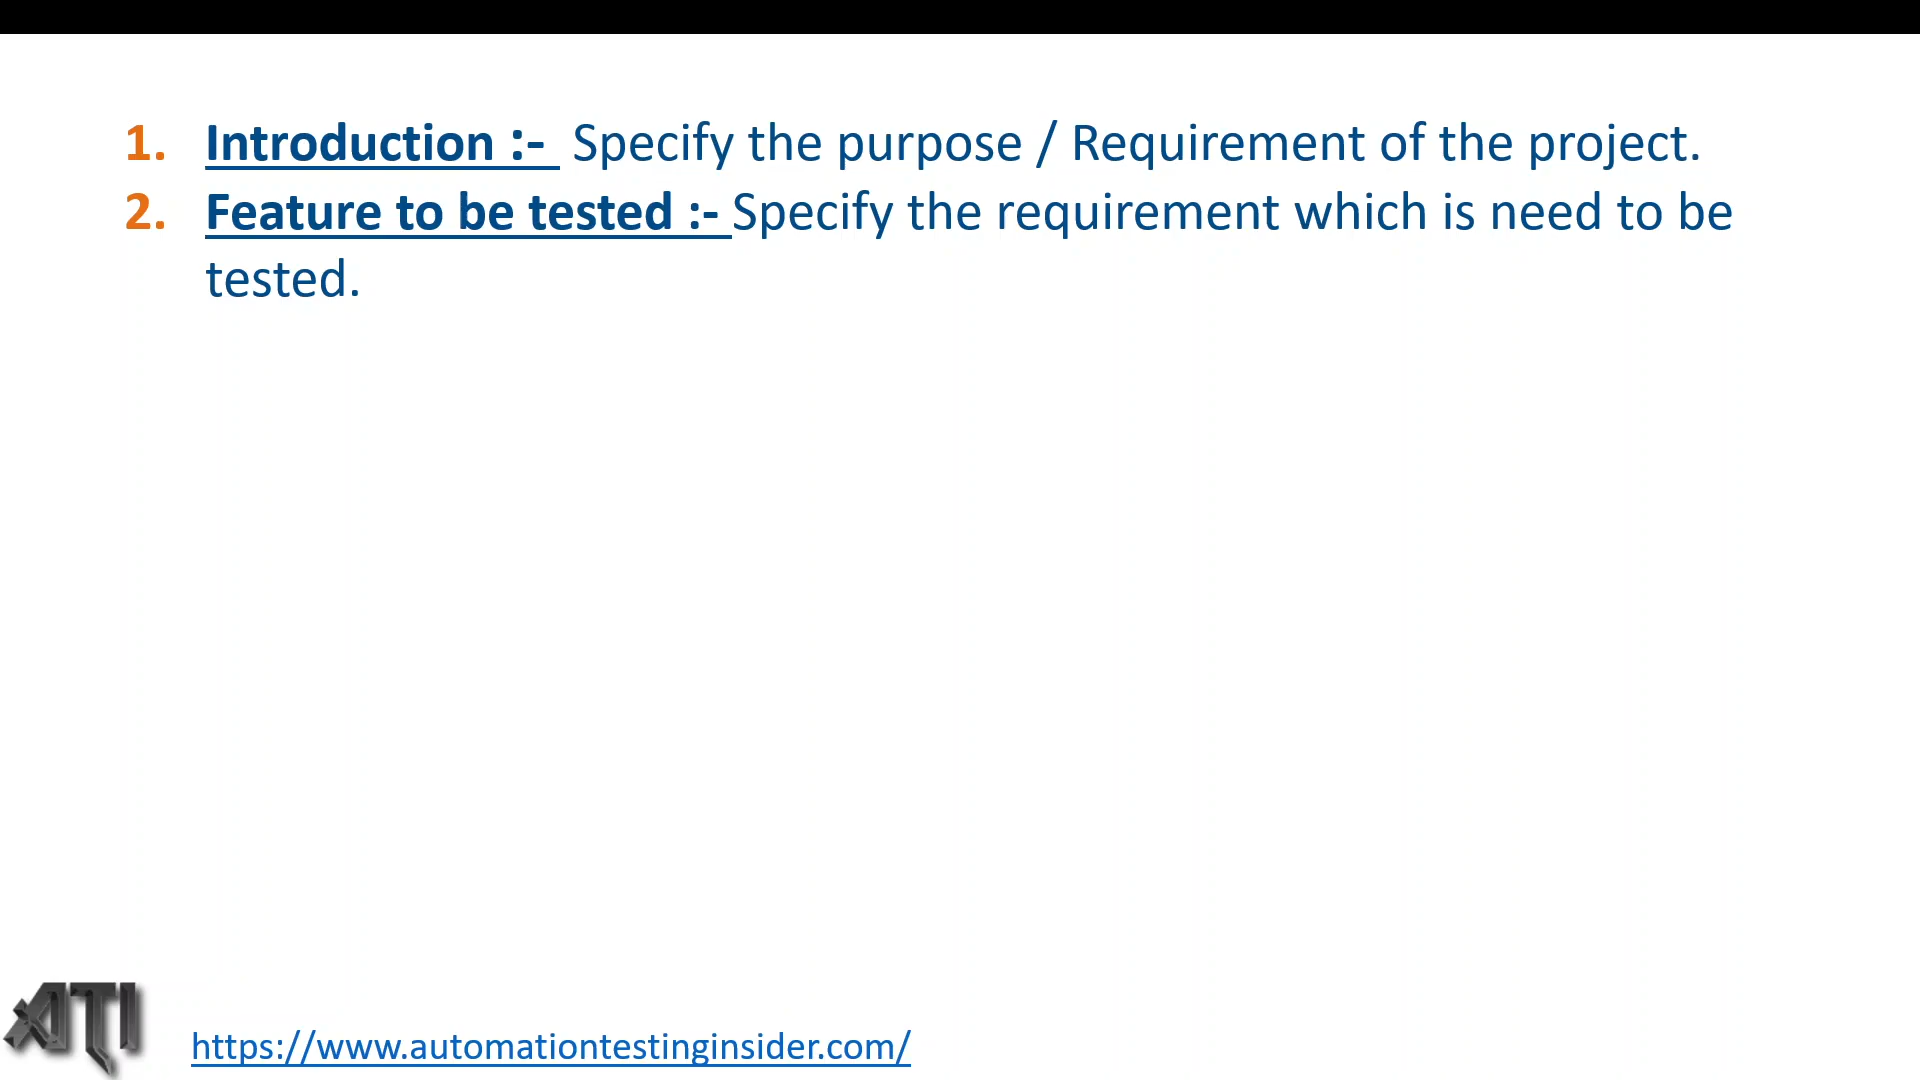 1. Introduction :- Specify the purpose / Requirement of the project.
2. Feature to be tested :- Specify the requirement which is need to be
tested.
ATI
https://www.automationtestinginsider.com/